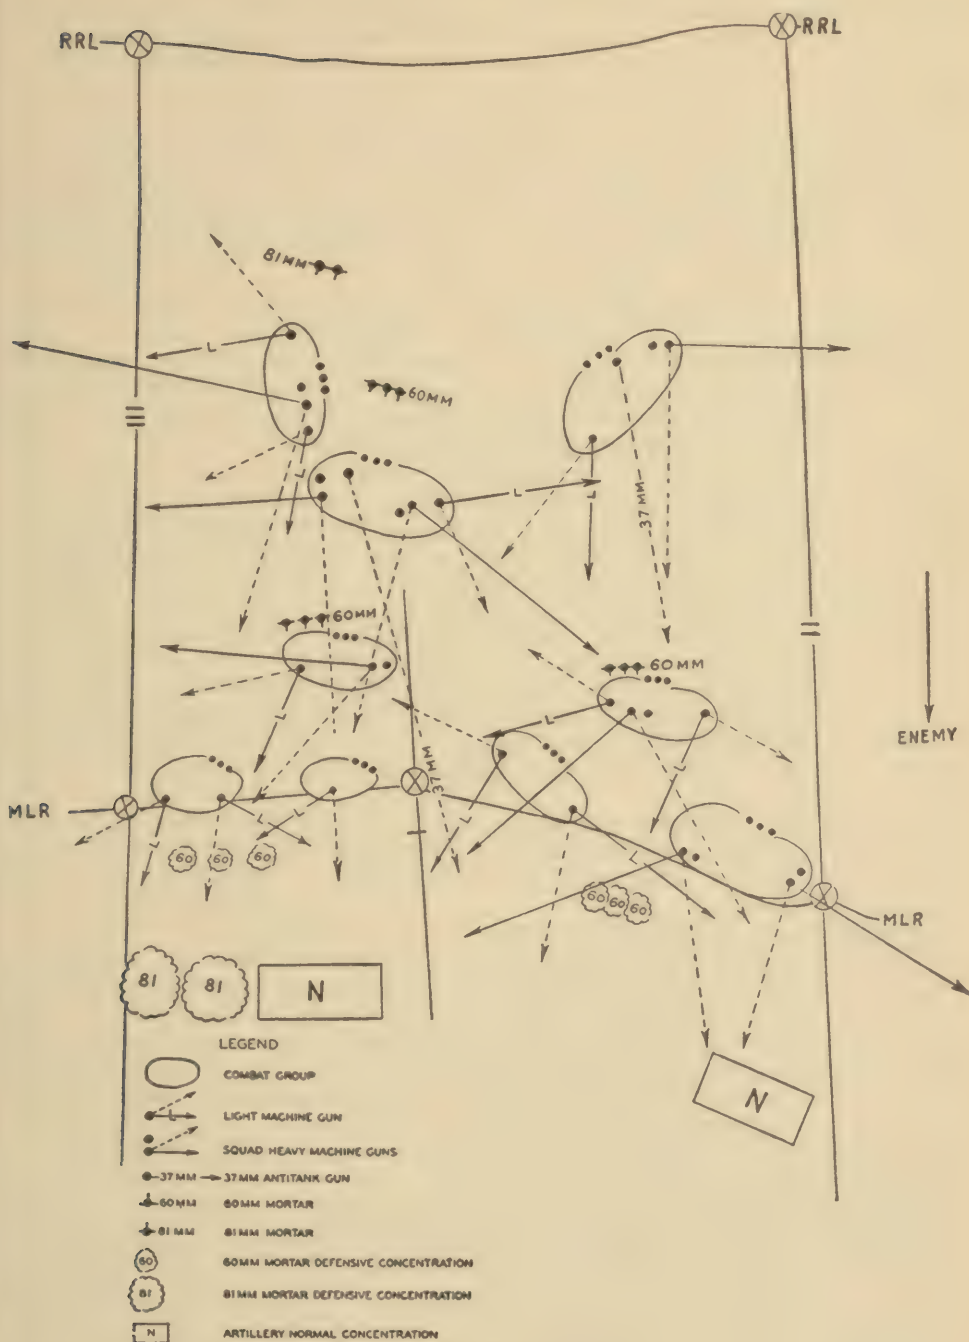 RRL
RRL
81MM
L
60MM
L
L
L
37MM
60MM
60MM
L
L
L
ENEMY
37MM
MLR
L
L
L
L
L
60
60
60
60 60 60
MLR
81
81
N
N
LEGEND
COMBAT GROUP
L LIGHT MACHINE GUN
SQUAD HEAVY MACHINE GUNS
37MM 37MM ANTITANK GUN
60MM 60MM MORTAR
81MM 81MM MORTAR
60 60MM MORTAR DEFENSIVE CONCENTRATION
81 81MM MORTAR DEFENSIVE CONCENTRATION
N ARTILLERY NORMAL CONCENTRATION